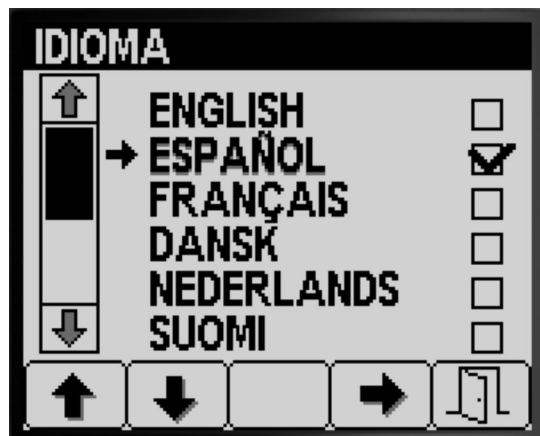 IDIOMA
ENGLISH
ESPAÑOL
FRANÇAIS
DANSK
NEDERLANDS
SUOMI